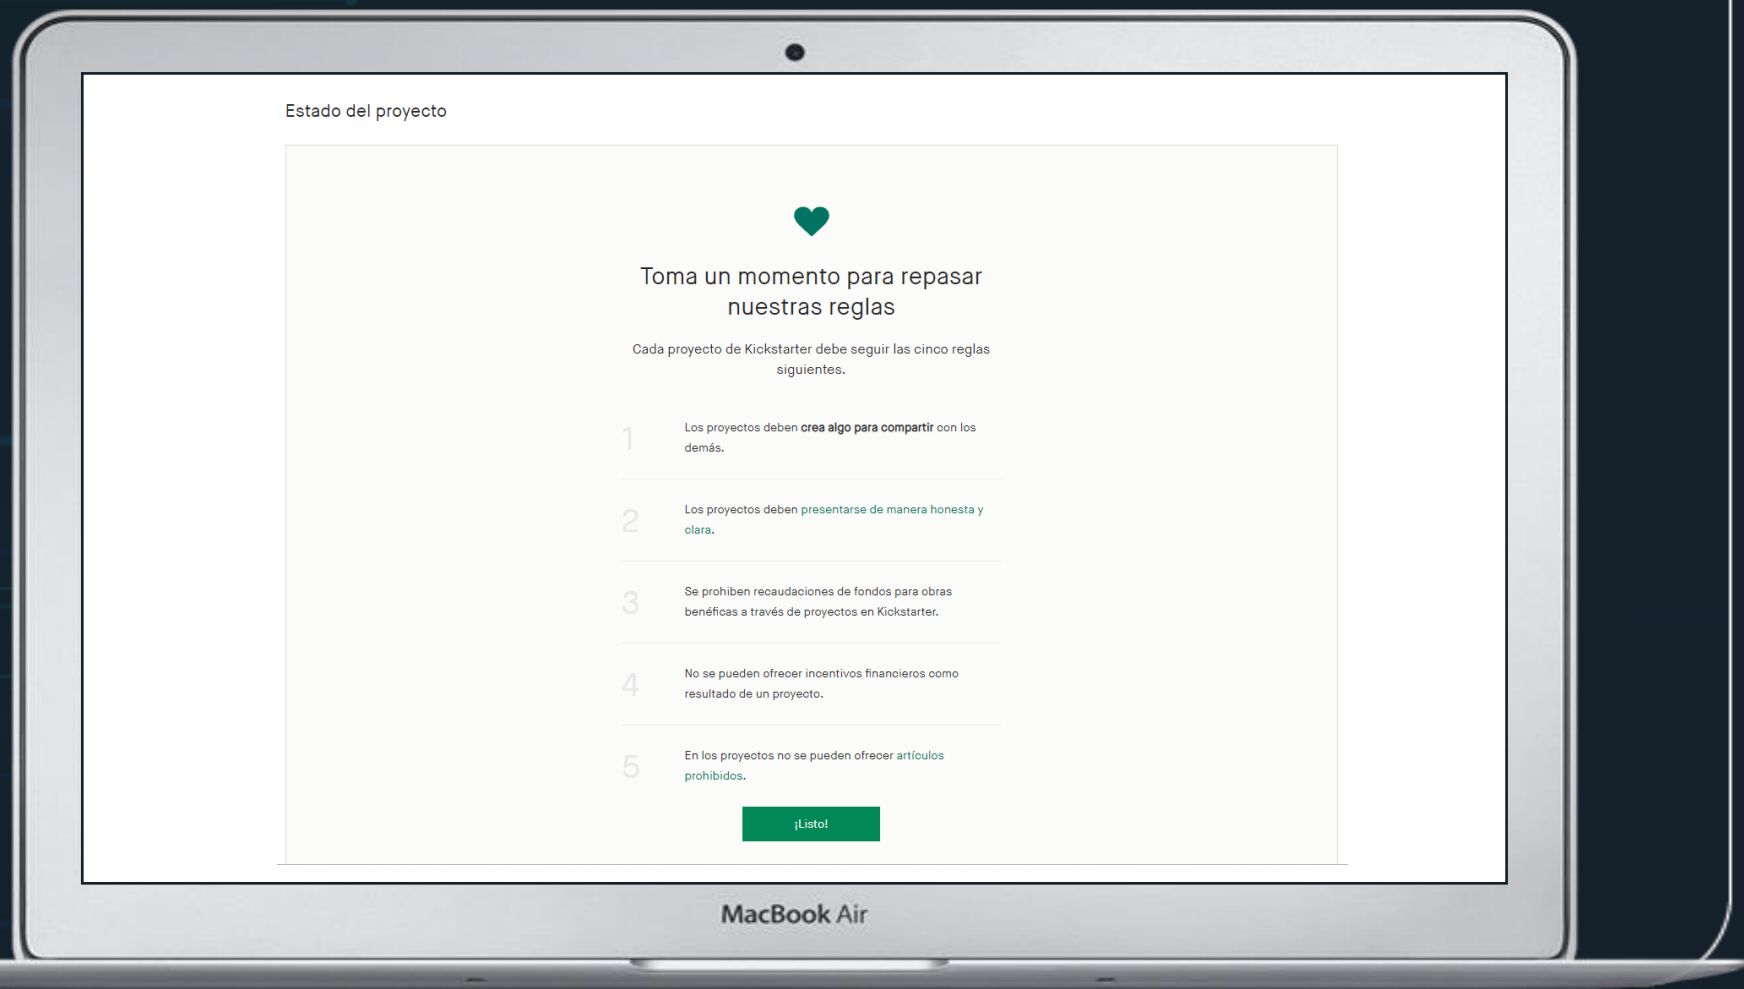 Estado del proyecto
Toma un momento para repasar
nuestras reglas
Cada proyecto de Kickstarter debe seguir las cinco reglas
siguientes.
1
Los proyectos deben crea algo para compartir con los
demás.
2
Los proyectos deben presentarse de manera honesta y
clara.
3
Se prohiben recaudaciones de fondos para obras
benéficas a través de proyectos en Kickstarter.
4
No se pueden ofrecer incentivos financieros como
resultado de un proyecto.
5
En los proyectos no se pueden ofrecer artículos
prohibidos.
¡Listo!
MacBook Air